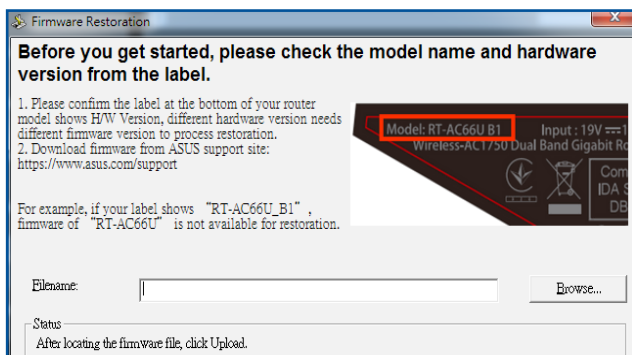 Firmware Restoration
Before you get started, please check the model name and hardware
version from the label.
1. Please confirm the label at the bottom of your router
model shows H/W Version, different hardware version needs
different firmware version to process restoration.
2. Download firmware from ASUS support site:
https://www.asus.com/support
For example, if your label shows “RT-AC66U_B1” ,
firmware of “RT-AC66U” is not available for restoration.
Model: RT-AC66U B1 Input : 19V
Wireless-AC1750 Dual Band Gigabit
IDA
DB
Filename:
Browse...
Status
After locating the firmware file, click Upload.